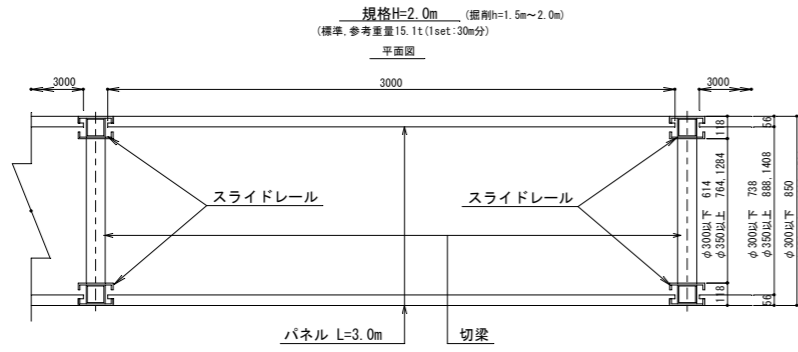 規格H=2.0m (掘削h=1.5m～2.0m)
(標準,参考重量15.1t(1set:30m分)
平面図
3000 3000 3000
スライドレール スライドレール
118
56
φ300以下 614
φ350以上 764,1284
φ300以下 738
φ350以上 888,1408
φ300以下 850
118
56
パネル L=3.0m 切梁